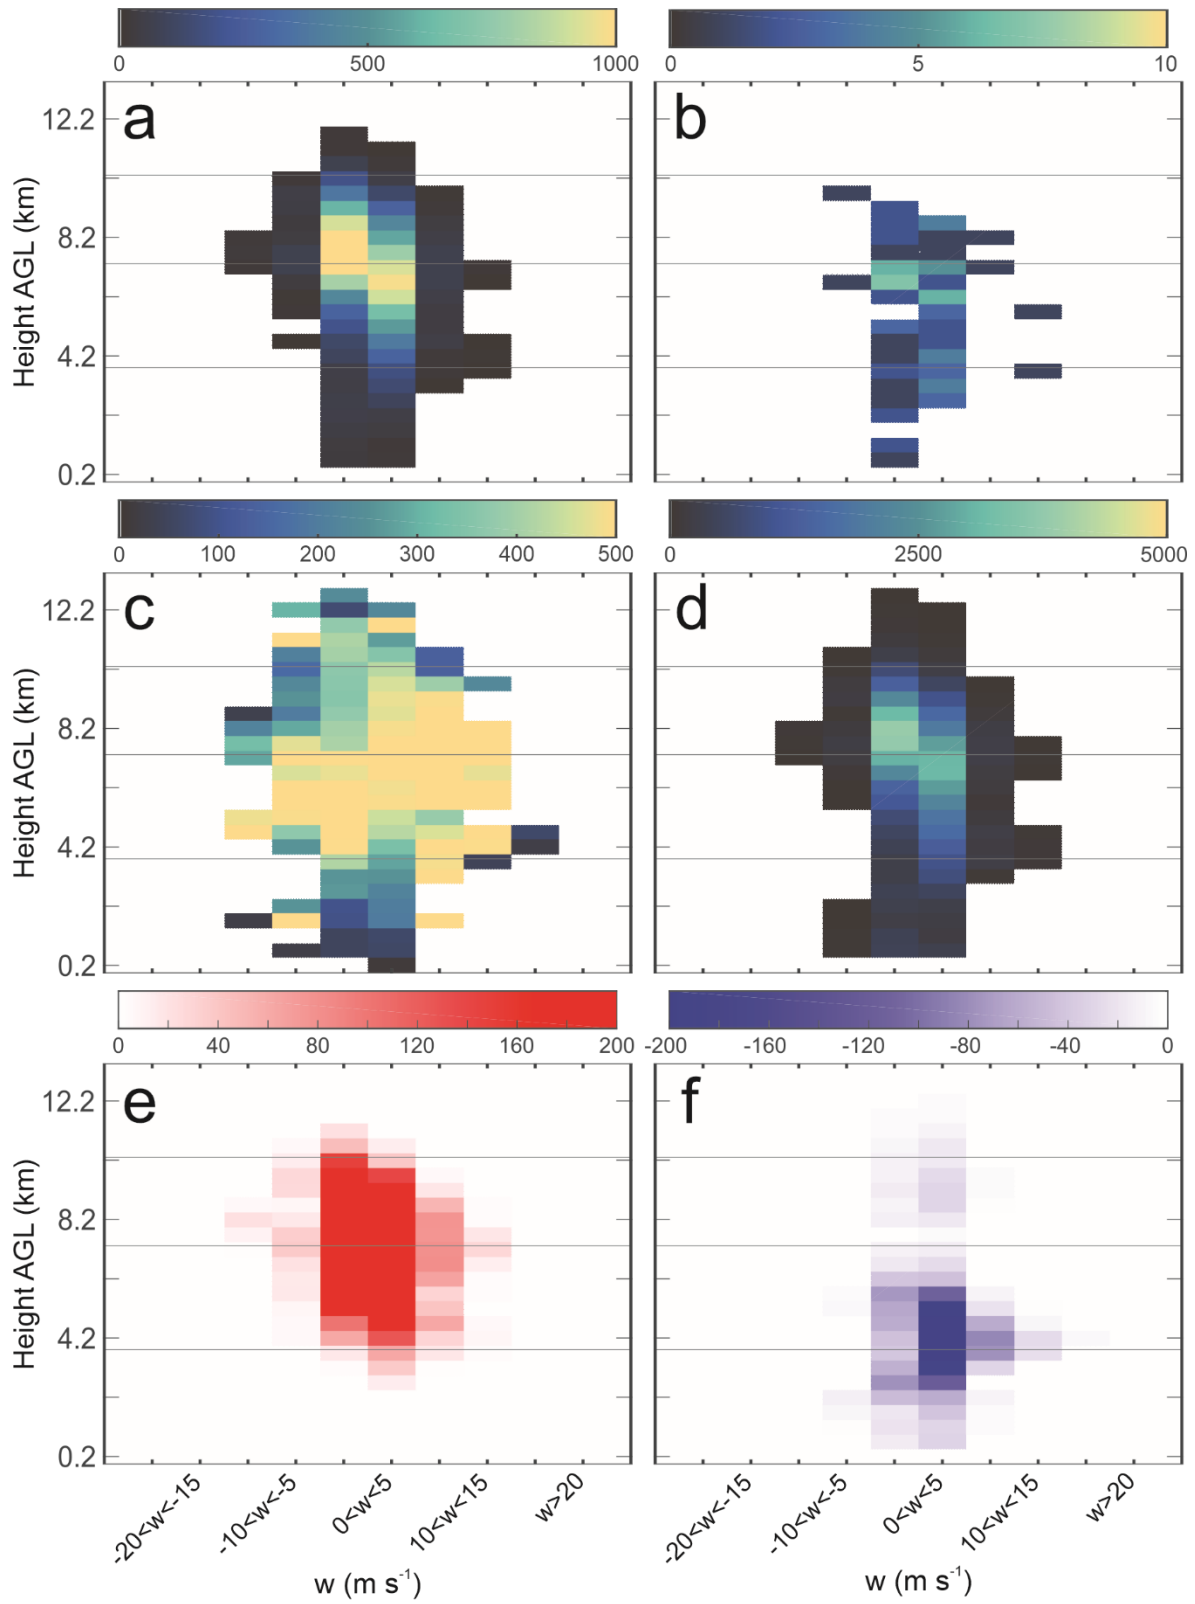 0 500 1000
0 5 10
a
b
12.2
8.2
4.2
0.2
Height AGL (km)
0 100 200 300 400 500
0 2500 5000
c
d
12.2
8.2
4.2
0.2
Height AGL (km)
0 40 80 120 160 200
-200 -160 -120 -80 -40 0
e
f
12.2
8.2
4.2
0.2
Height AGL (km)
-20<w<-15 -10<w<-5 0<w<5 10<w<15 w>20
-20<w<-15 -10<w<-5 0<w<5 10<w<15 w>20
w (m s⁻¹)
w (m s⁻¹)